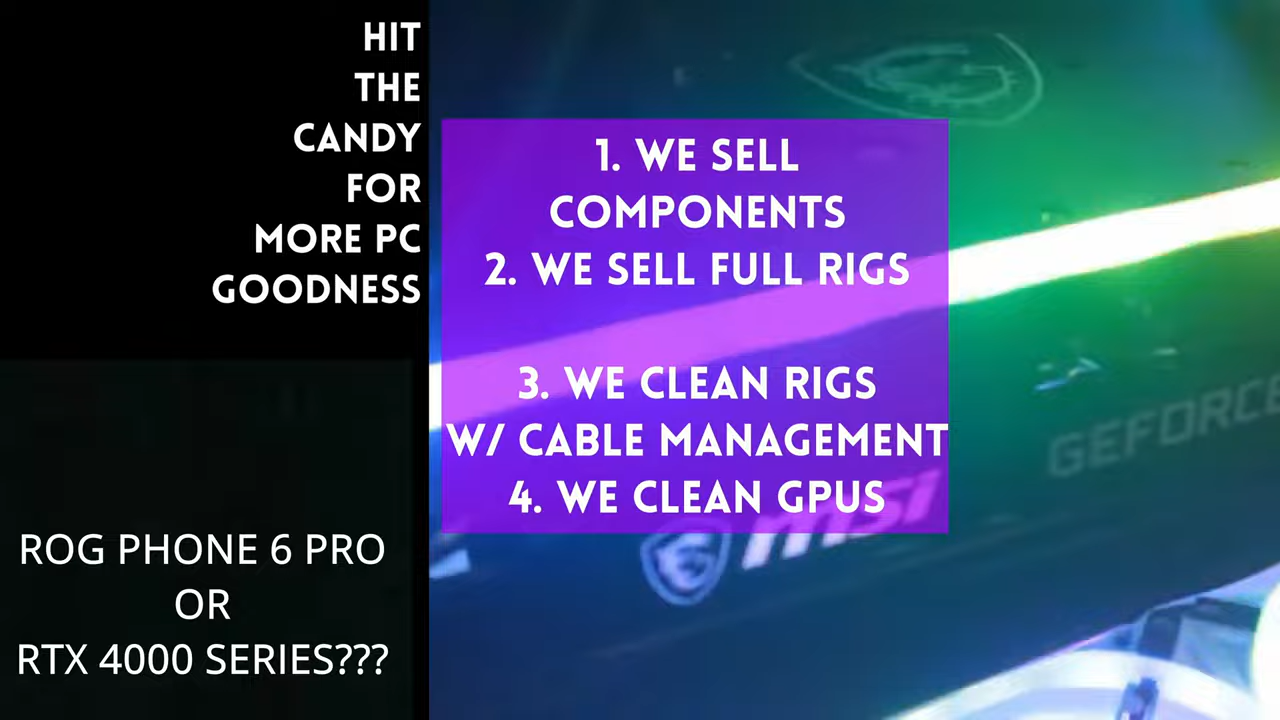 HIT
THE
CANDY
FOR
MORE PC
GOODNESS
1. WE SELL
COMPONENTS
2. WE SELL FULL RIGS
3. WE CLEAN RIGS
W/ CABLE MANAGEMENT
4. WE CLEAN GPUS
GEFORCE
msi
ROG PHONE 6 PRO
OR
RTX 4000 SERIES???